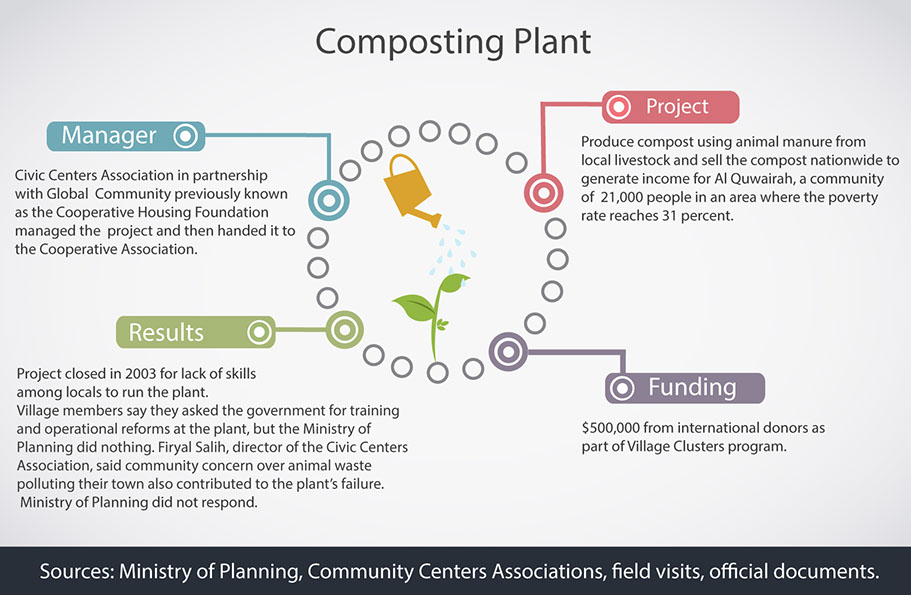 Composting Plant
Manager
Civic Centers Association in partnership
with Global Community previously known
as the Cooperative Housing Foundation
managed the project and then handed it to
the Cooperative Association.
Project
Produce compost using animal manure from
local livestock and sell the compost nationwide to
generate income for Al Quwairah, a community
of 21,000 people in an area where the poverty
rate reaches 31 percent.
Results
Project closed in 2003 for lack of skills
among locals to run the plant.
Village members say they asked the government for training
and operational reforms at the plant, but the Ministry of
Planning did nothing. Firyal Salih, director of the Civic Centers
Association, said community concern over animal waste
polluting their town also contributed to the plant's failure.
Ministry of Planning did not respond.
Funding
$500,000 from international donors as
part of Village Clusters program.
Sources: Ministry of Planning, Community Centers Associations, field visits, official documents.